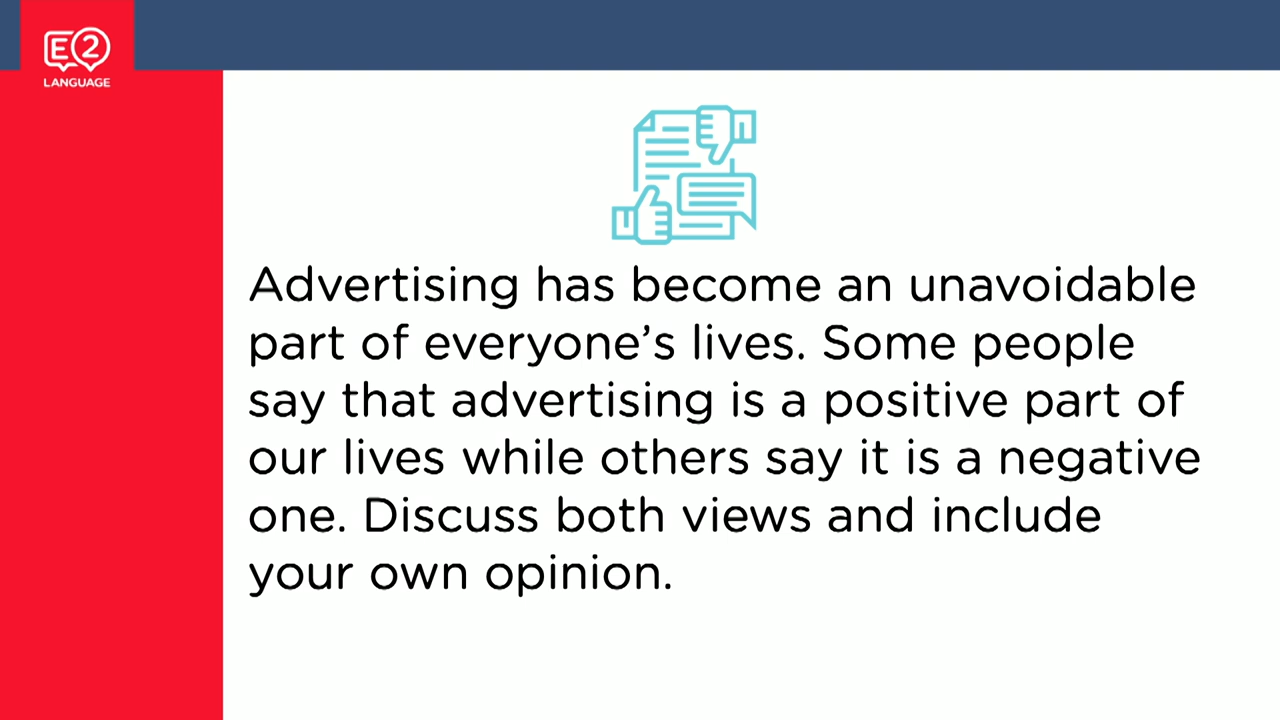 E2
LANGUAGE
Advertising has become an unavoidable
part of everyone’s lives. Some people
say that advertising is a positive part of
our lives while others say it is a negative
one. Discuss both views and include
your own opinion.